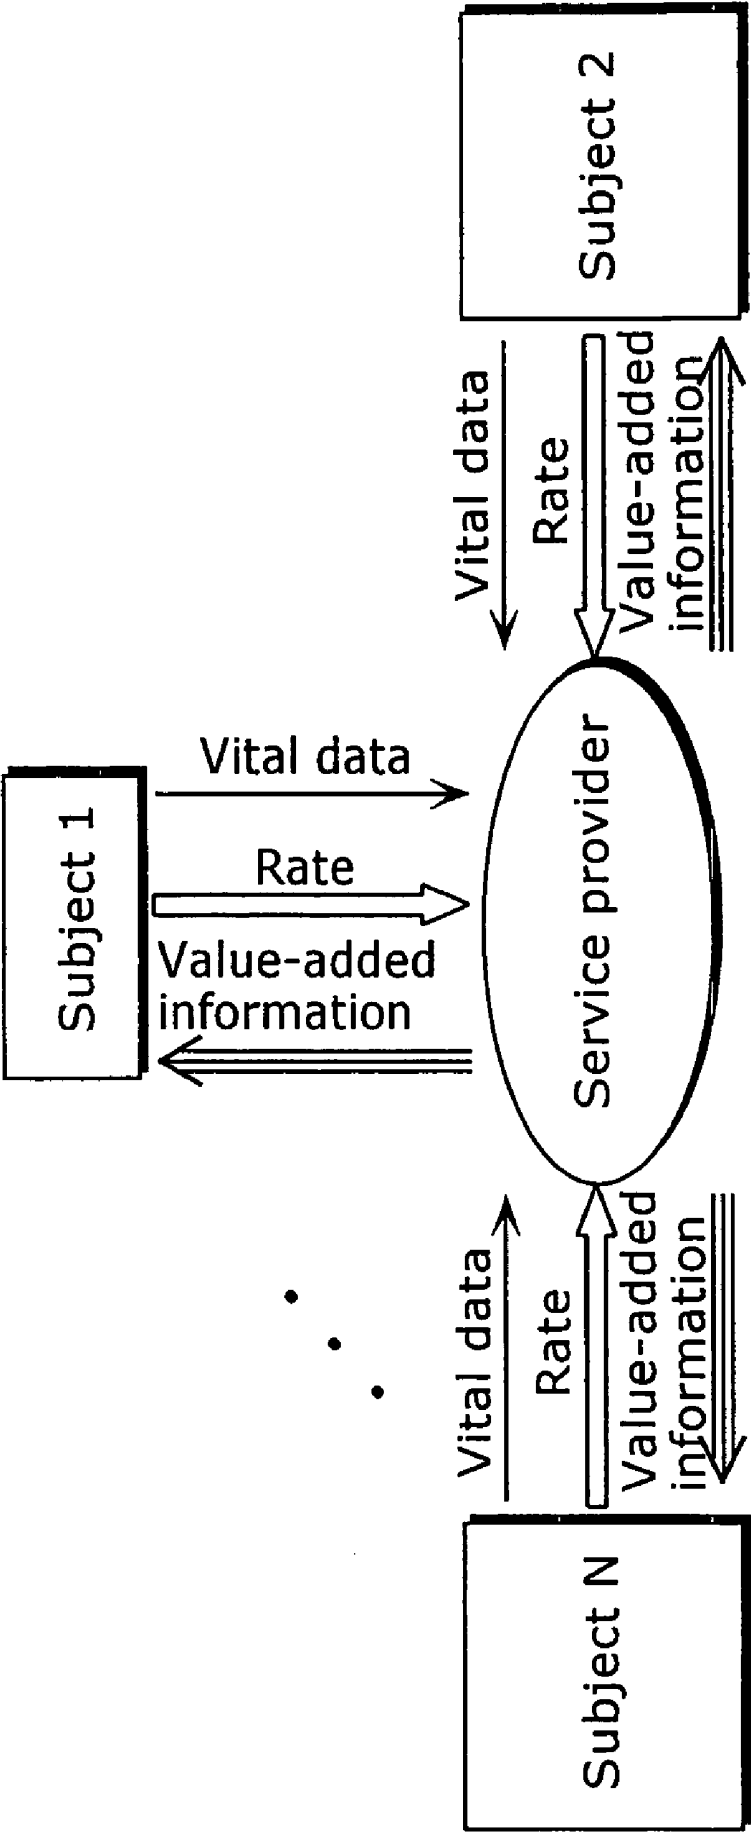 Subject 1
Vital data
Rate
Value-added
information
Subject N
Vital data
Rate
Value-added
information
Service provider
Vital data
Rate
Value-added
information
Subject 2